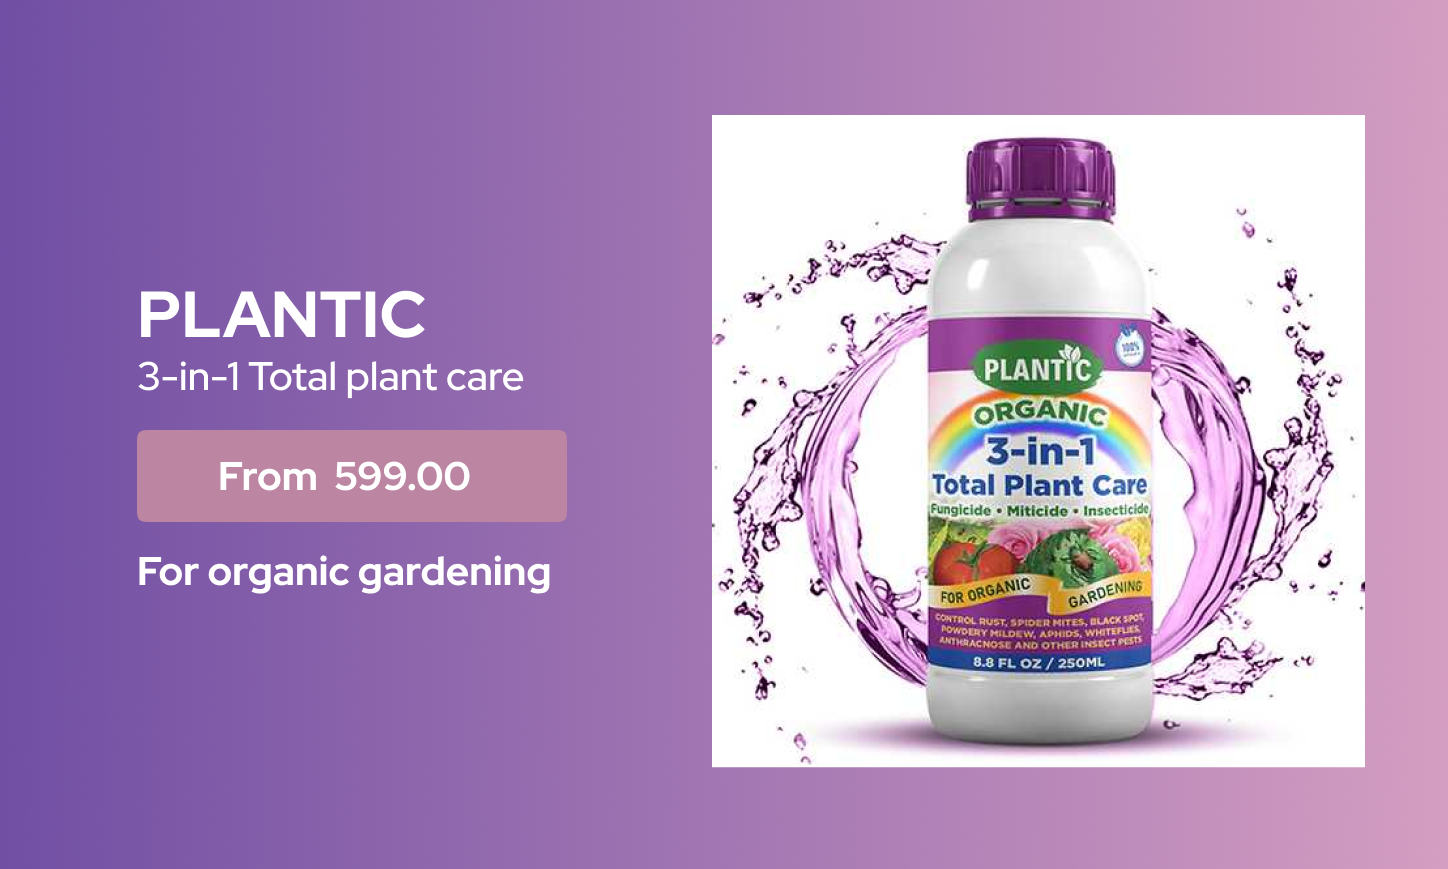 PLANTIC
3-in-1 Total plant care
From 599.00
For organic gardening
100%
PLANTIC
ORGANIC
3-in-1
Total Plant Care
Fungicide • Miticide • Insecticide
FOR ORGANIC GARDENING
CONTROL RUST, SPIDER MITES, BLACK SPOT,
POWDERY MILDEW, APHIDS, WHITEFLIES,
ANTHRACNOSE AND OTHER INSECT PESTS
8.8 FL OZ / 250ML